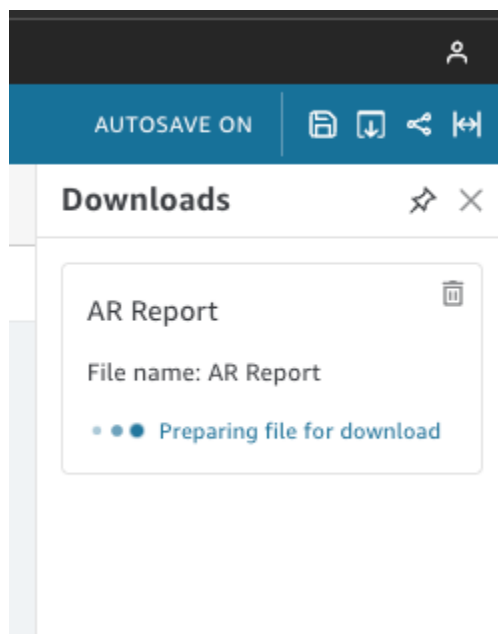 AUTOSAVE ON
Downloads
AR Report
File name: AR Report
Preparing file for download